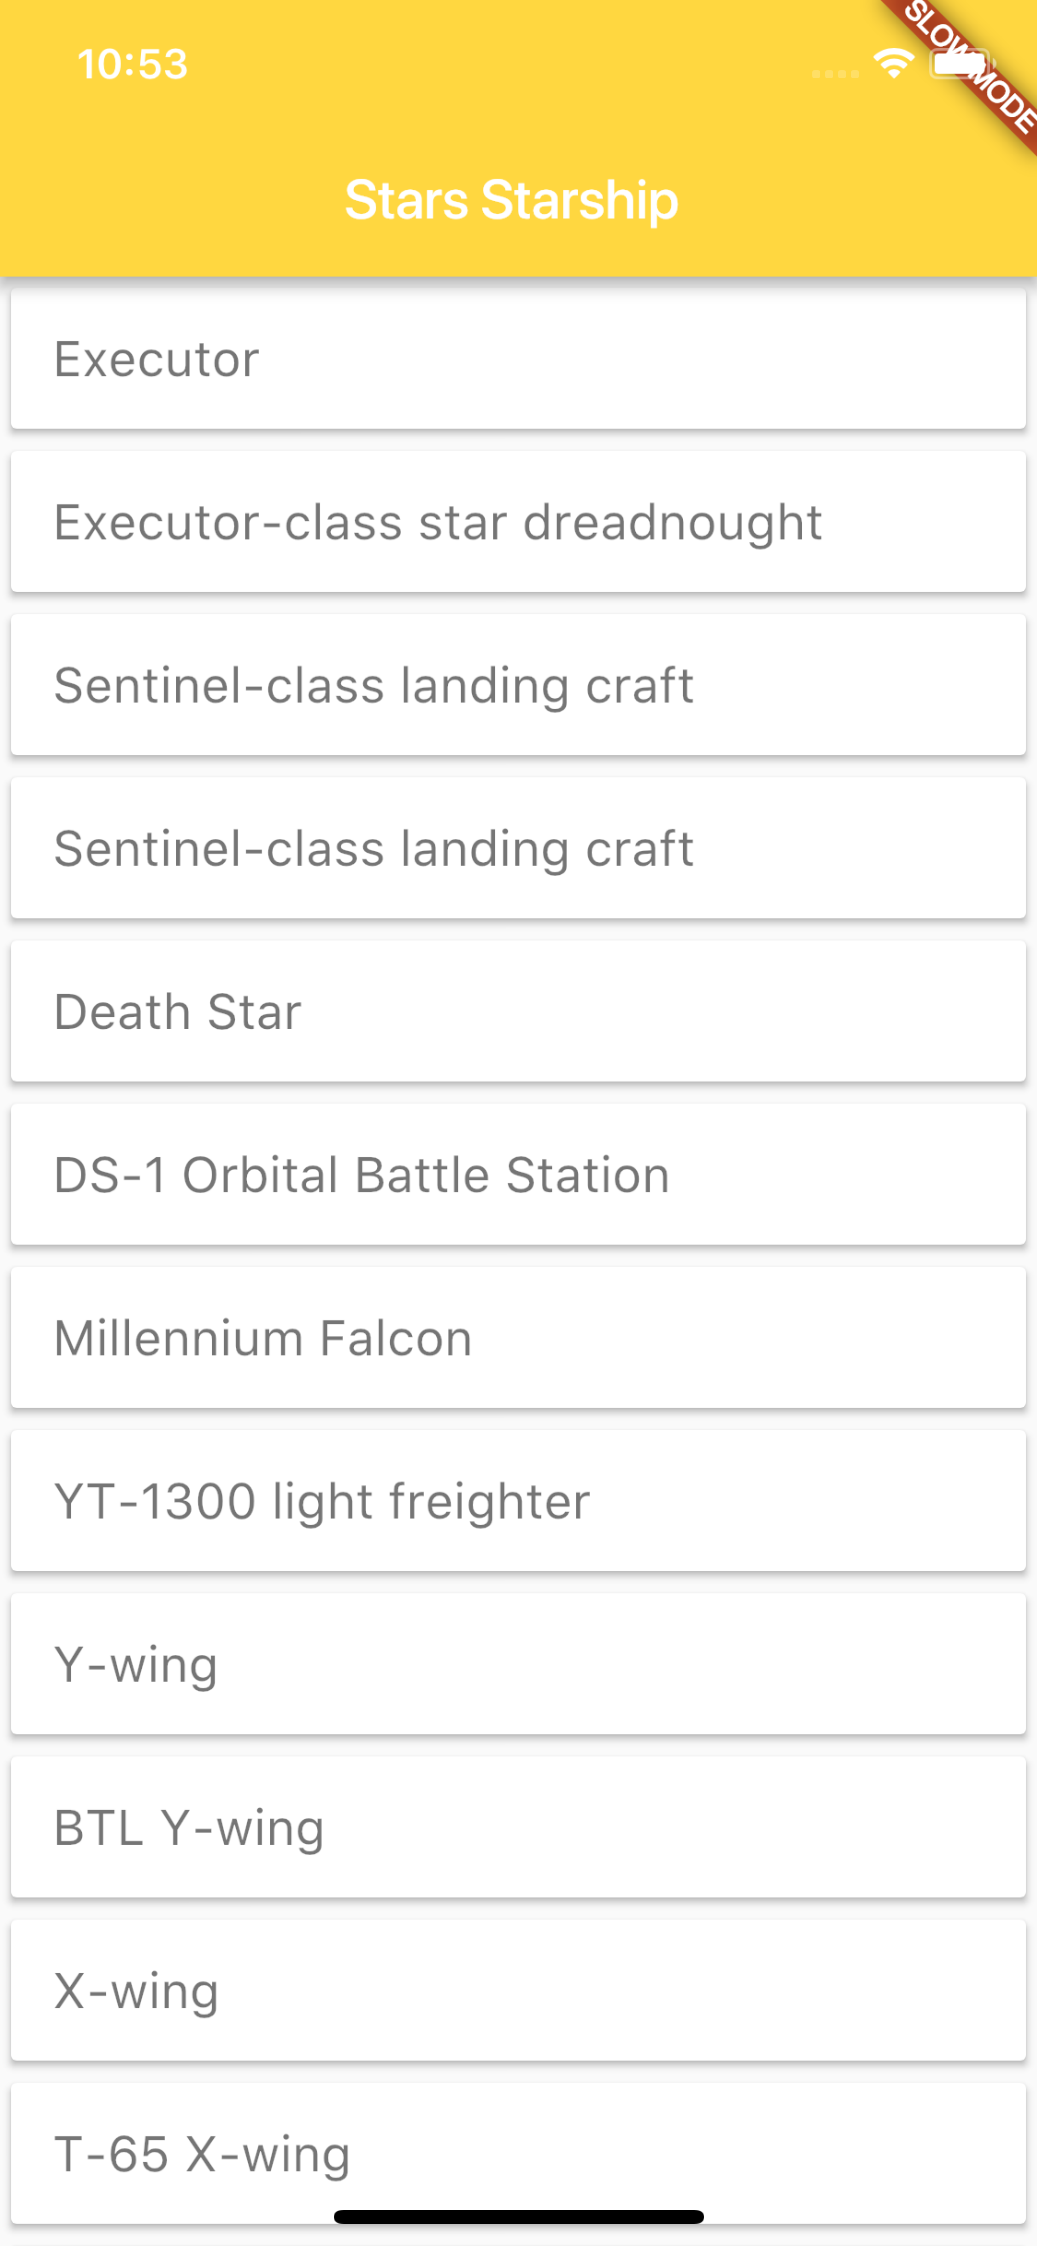 10:53
SLOW MODE
Stars Starship
Executor
Executor-class star dreadnought
Sentinel-class landing craft
Sentinel-class landing craft
Death Star
DS-1 Orbital Battle Station
Millennium Falcon
YT-1300 light freighter
Y-wing
BTL Y-wing
X-wing
T-65 X-wing